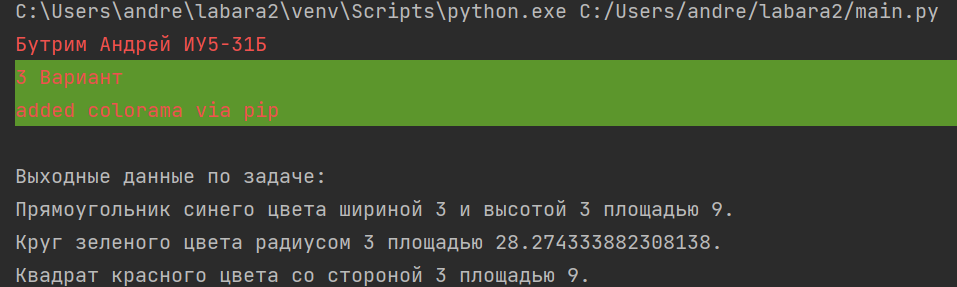 C:\Users\andre\labara2\venv\Scripts\python.exe C:/Users/andre/labara2/main.py
Бутрим Андрей ИУ5-31Б
3 Вариант
added colorama via pip
Выходные данные по задаче:
Прямоугольник синего цвета шириной 3 и высотой 3 площадью 9.
Круг зеленого цвета радиусом 3 площадью 28.274333882308138.
Квадрат красного цвета со стороной 3 площадью 9.